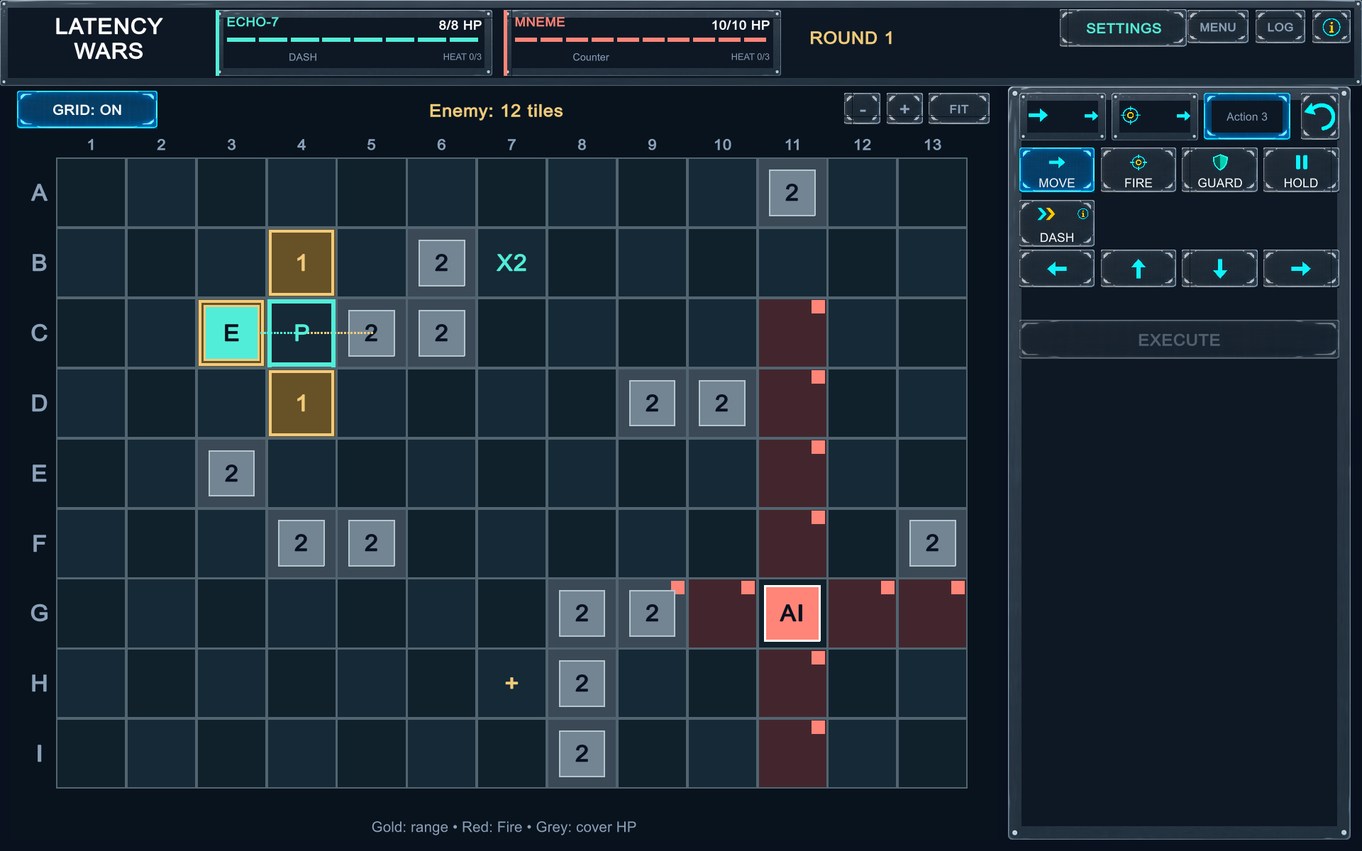 LATENCY
WARS
ECHO-7
8/8 HP
DASH
HEAT 0/3
MNEME
10/10 HP
Counter
HEAT 0/3
ROUND 1
SETTINGS
MENU
LOG
i
GRID: ON
Enemy: 12 tiles
-
+
FIT
Action 3
MOVE
FIRE
GUARD
HOLD
i
DASH
EXECUTE
1 2 3 4 5 6 7 8 9 10 11 12 13
A 2
B 1 2 X2
C E P 2 2
D 1 2 2
E 2
F 2 2 2
G 2 2 AI
H + 2
I 2
Gold: range • Red: Fire • Grey: cover HP